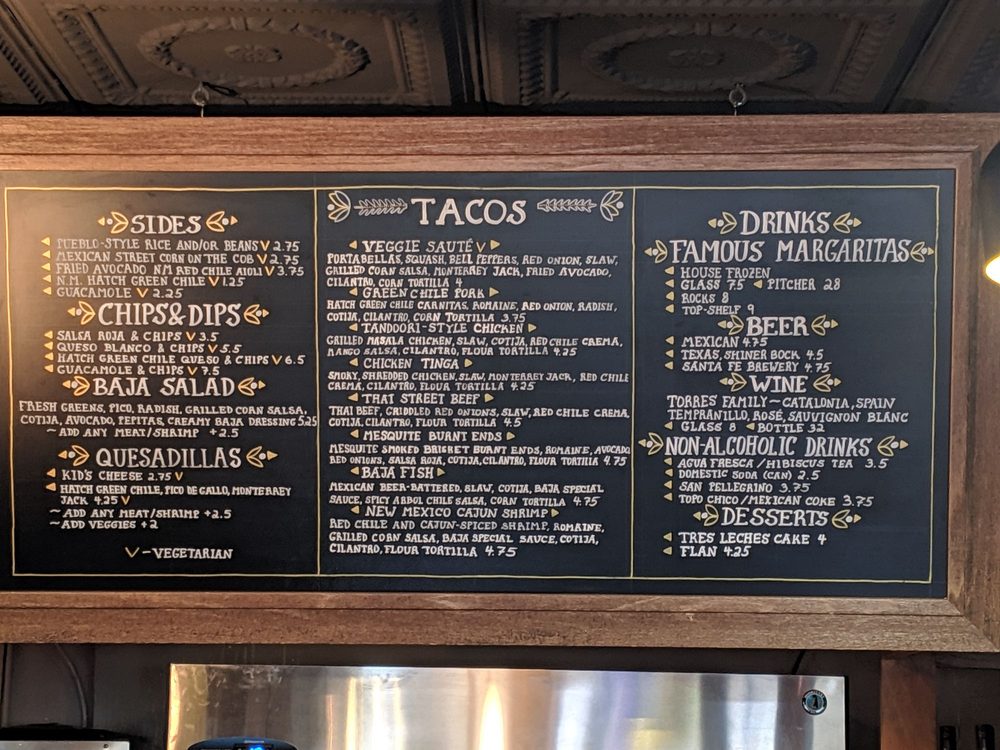 SIDES
PUEBLO-STYLE RICE AND/OR BEANS V 2.75
MEXICAN STREET CORN ON THE COB V 2.75
FRIED AVOCADO N.M RED CHILE AIOLI V 3.75
N.M. HATCH GREEN CHILE V 1.25
GUACAMOLE V 2.25
CHIPS & DIPS
SALSA ROJA & CHIPS V 3.5
QUESO BLANCO & CHIPS V 5.5
HATCH GREEN CHILE QUESO & CHIPS V 6.5
GUACAMOLE & CHIPS V 7.5
BAJA SALAD
FRESH GREENS, PICO, RADISH, GRILLED CORN SALSA,
COTIJA, AVOCADO, PEPITAS, CREAMY BAJA DRESSING 5.25
~ADD ANY MEAT/SHRIMP +2.5
QUESADILLAS
KID'S CHEESE 2.75 V
HATCH GREEN CHILE, PICO DE GALLO, MONTERREY
JACK 4.25 V
~ADD ANY MEAT/SHRIMP +2.5
~ADD VEGGIES +2
V-VEGETARIAN
TACOS
VEGGIE SAUTÉ V
PORTABELLAS, SQUASH, BELL PEPPERS, RED ONION, SLAW,
GRILLED CORN SALSA, MONTERREY JACK, FRIED AVOCADO,
CILANTRO, CORN TORTILLA 4
GREEN CHILE PORK
HATCH GREEN CHILE CARNITAS, ROMAINE, RED ONION, RADISH,
COTIJA, CILANTRO, CORN TORTILLA 3.75
TANDOORI-STYLE CHICKEN
GRILLED MASALA CHICKEN, SLAW, COTIJA, RED CHILE CREMA,
MANGO SALSA, CILANTRO, FLOUR TORTILLA 4.25
CHICKEN TINGA
SMOKY, SHREDDED CHICKEN, SLAW, MONTERREY JACK, RED CHILE
CREMA, CILANTRO, FLOUR TORTILLA 4.25
THAI STREET BEEF
THAI BEEF, GRIDDLED RED ONIONS, SLAW, RED CHILE CREMA,
COTIJA, CILANTRO, FLOUR TORTILLA 4.5
MESQUITE BURNT ENDS
MESQUITE SMOKED BRISKET BURNT ENDS, ROMAINE, AVOCADO
RED ONIONS, SALSA ROJA, COTIJA, CILANTRO, FLOUR TORTILLA 4.75
BAJA FISH
MEXICAN BEER-BATTERED, SLAW, COTIJA, BAJA SPECIAL
SAUCE, SPICY ARBOL CHILE SALSA, CORN TORTILLA 4.75
NEW MEXICO CAJUN SHRIMP
RED CHILE AND CAJUN-SPICED SHRIMP, ROMAINE,
GRILLED CORN SALSA, BAJA SPECIAL SAUCE, COTIJA,
CILANTRO, FLOUR TORTILLA 4.75
DRINKS
FAMOUS MARGARITAS
HOUSE FROZEN
GLASS 7.5 PITCHER 28
ROCKS 8
TOP-SHELF 9
BEER
MEXICAN 4.75
TEXAS, SHINER BOCK 4.5
SANTA FE BREWERY 4.75
WINE
TORRES FAMILY ~ CATALONIA, SPAIN
TEMPRANILLO, ROSÉ, SAUVIGNON BLANC
GLASS 8 BOTTLE 32
NON-ALCOHOLIC DRINKS
AGUA FRESCA / HIBISCUS TEA 3.5
DOMESTIC SODA (CAN) 2.5
SAN PELLEGRINO 3.75
TOPO CHICO / MEXICAN COKE 3.75
DESSERTS
TRES LECHES CAKE 4
FLAN 4.25